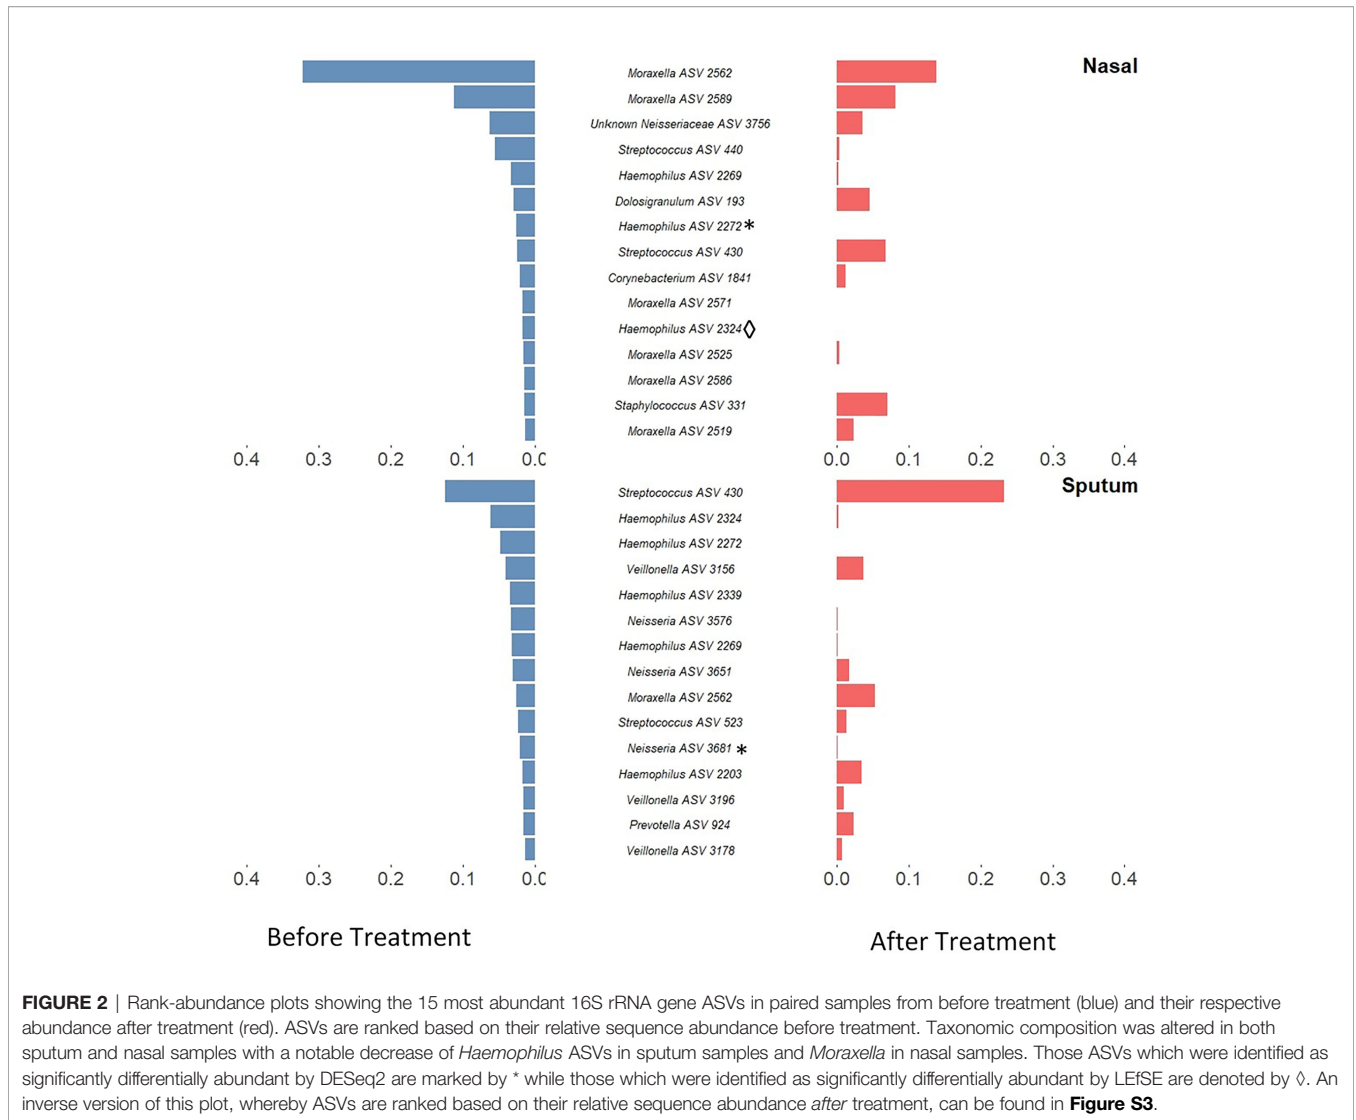 Nasal
Moraxella ASV 2562
Moraxella ASV 2589
Unknown Neisseriaceae ASV 3756
Streptococcus ASV 440
Haemophilus ASV 2269
Dolosigranulum ASV 193
Haemophilus ASV 2272*
Streptococcus ASV 430
Corynebacterium ASV 1841
Moraxella ASV 2571
Haemophilus ASV 2324◊
Moraxella ASV 2525
Moraxella ASV 2586
Staphylococcus ASV 331
Moraxella ASV 2519
0.4 0.3 0.2 0.1 0.0 0.0 0.1 0.2 0.3 0.4
Sputum
Streptococcus ASV 430
Haemophilus ASV 2324
Haemophilus ASV 2272
Veillonella ASV 3156
Haemophilus ASV 2339
Neisseria ASV 3576
Haemophilus ASV 2269
Neisseria ASV 3651
Moraxella ASV 2562
Streptococcus ASV 523
Neisseria ASV 3681 *
Haemophilus ASV 2203
Veillonella ASV 3196
Prevotella ASV 924
Veillonella ASV 3178
0.4 0.3 0.2 0.1 0.0 0.0 0.1 0.2 0.3 0.4
Before Treatment After Treatment
FIGURE 2 | Rank-abundance plots showing the 15 most abundant 16S rRNA gene ASVs in paired samples from before treatment (blue) and their respective
abundance after treatment (red). ASVs are ranked based on their relative sequence abundance before treatment. Taxonomic composition was altered in both
sputum and nasal samples with a notable decrease of Haemophilus ASVs in sputum samples and Moraxella in nasal samples. Those ASVs which were identified as
significantly differentially abundant by DESeq2 are marked by * while those which were identified as significantly differentially abundant by LEfSE are denoted by ◊. An
inverse version of this plot, whereby ASVs are ranked based on their relative sequence abundance after treatment, can be found in Figure S3.